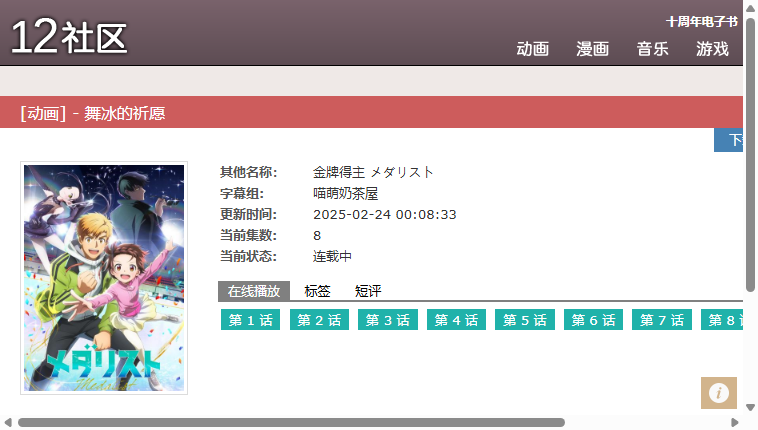 12社区
十周年电子书
动画 漫画 音乐 游戏
[动画] - 舞冰的祈愿
其他名称: 金牌得主 メダリスト
字幕组: 喵萌奶茶屋
更新时间: 2025-02-24 00:08:33
当前集数: 8
当前状态: 连载中
在线播放 标签 短评
第 1 话 第 2 话 第 3 话 第 4 话 第 5 话 第 6 话 第 7 话 第 8
メダリスト
Medalist
i